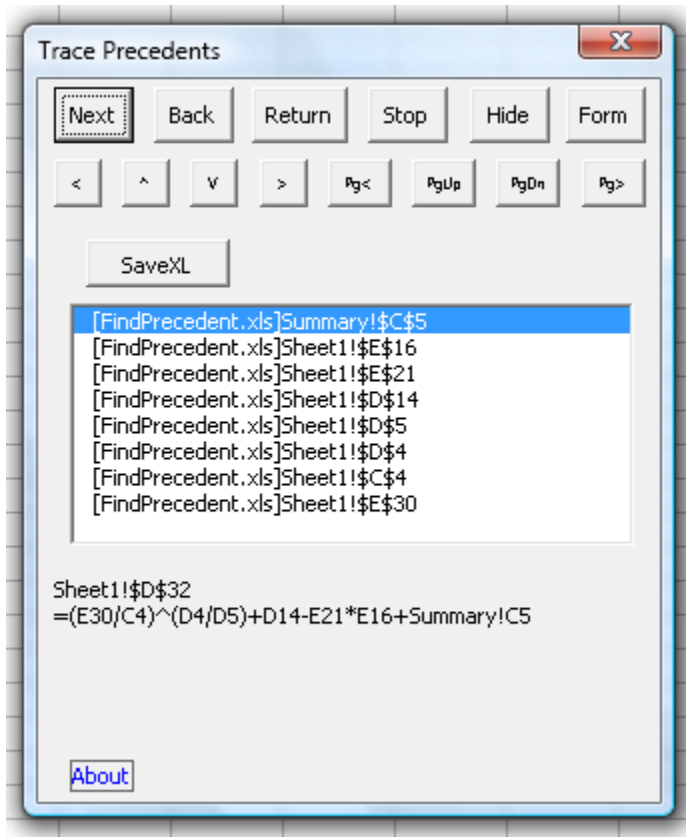 Trace Precedents
X
Next Back Return Stop Hide Form
< ^ V > Pg< PgUp PgDn Pg>
SaveXL
[FindPrecedent.xls]Summary!$C$5
[FindPrecedent.xls]Sheet1!$E$16
[FindPrecedent.xls]Sheet1!$E$21
[FindPrecedent.xls]Sheet1!$D$14
[FindPrecedent.xls]Sheet1!$D$5
[FindPrecedent.xls]Sheet1!$D$4
[FindPrecedent.xls]Sheet1!$C$4
[FindPrecedent.xls]Sheet1!$E$30
Sheet1!$D$32
=(E30/C4)^(D4/D5)+D14-E21*E16+Summary!C5
About